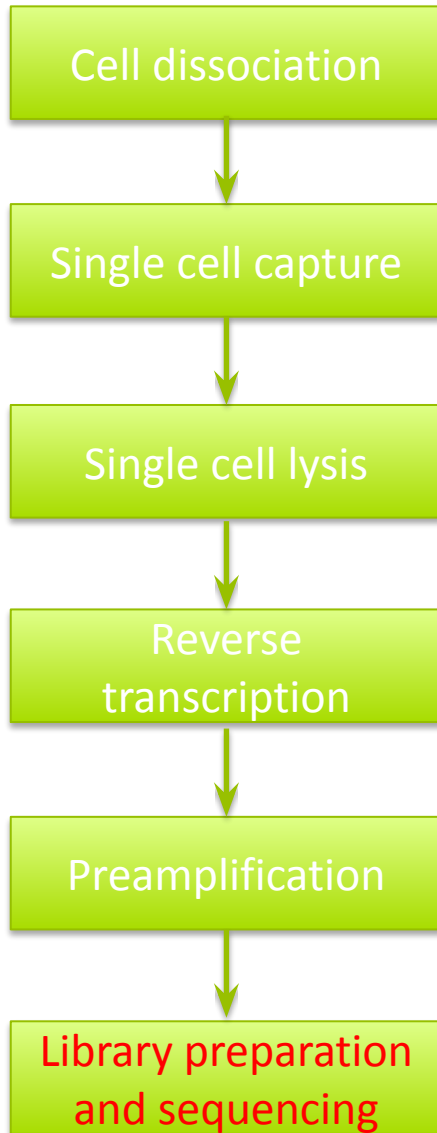 Cell dissociation
Single cell capture
Single cell lysis
Reverse
transcription
Preamplification
Library preparation
and sequencing